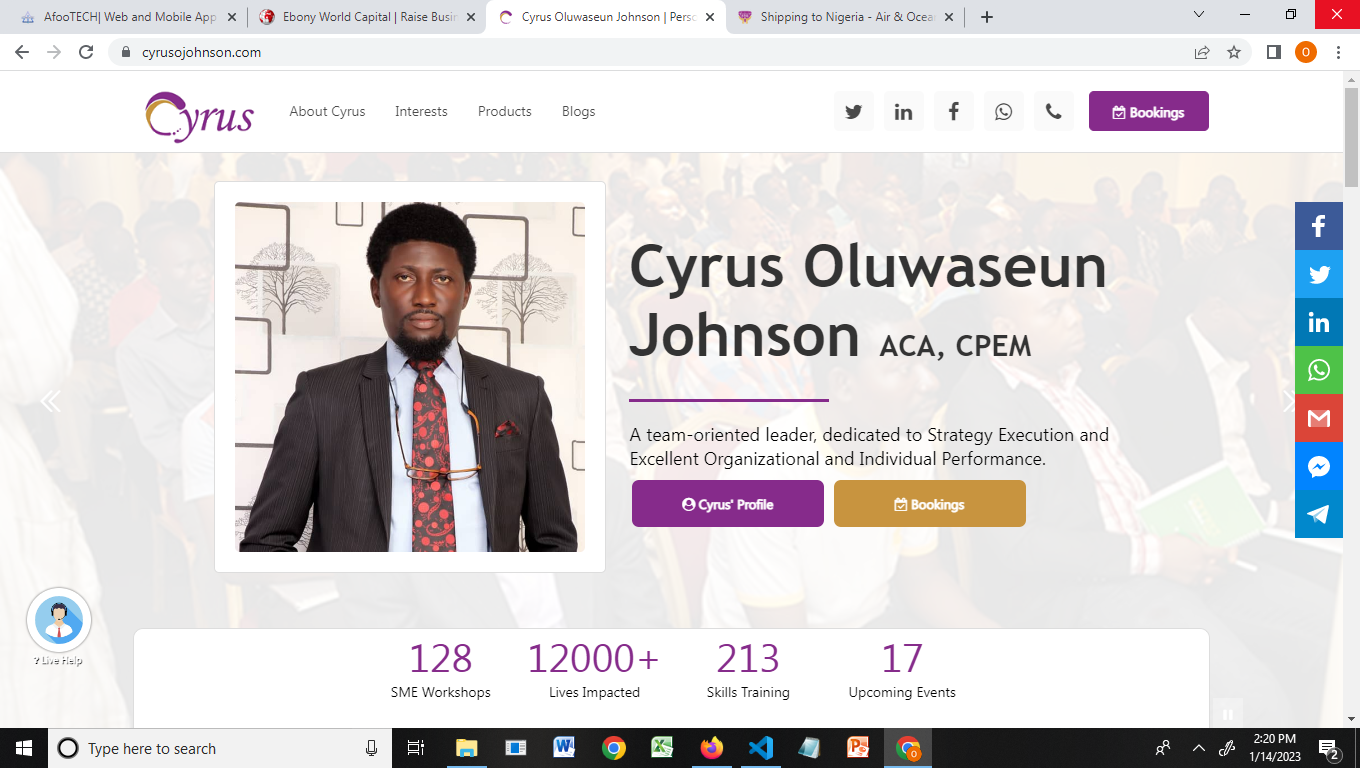 AfooTECH| Web and Mobile App
Ebony World Capital | Raise Busin
Cyrus Oluwaseun Johnson | Perso
Shipping to Nigeria - Air & Ocea
cyrusojohnson.com
O
Cyrus
About Cyrus
Interests
Products
Blogs
Bookings
Cyrus Oluwaseun
Johnson ACA, CPEM
A team-oriented leader, dedicated to Strategy Execution and
Excellent Organizational and Individual Performance.
Cyrus' Profile
Bookings
? Live Help
128
12000+
213
17
SME Workshops
Lives Impacted
Skills Training
Upcoming Events
Type here to search
2:20 PM
1/14/2023
2